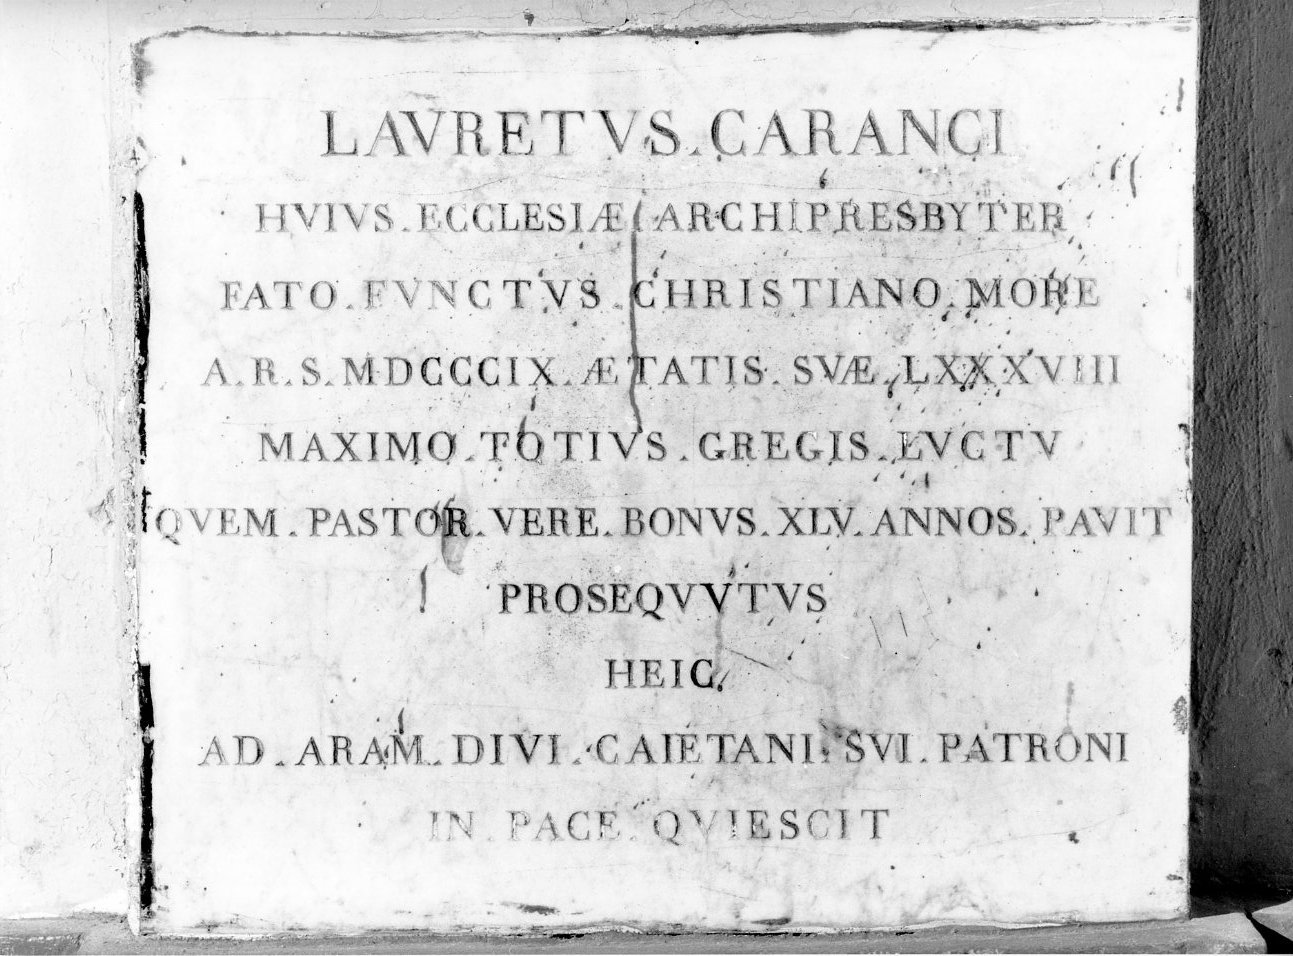 LAVRETVS.CARANCI
HVIVS.ECCLESIÆ ARCHIPRESBYTER
FATO.FVNCTVS.CHRISTIANO.MORE
A.R.S.MDCCCIX.ÆTATIS.SVÆ.LXXXVIII
MAXIMO.TOTIVS.GREGIS.LVCTV
QVEM.PASTOR.VERE.BONVS.XLV.ANNOS.PAVIT
PROSEQVVTVS
HEIC.
AD.ARAM.DIVI.CAIETANI.SVI.PATRONI
IN.PACE.QVIESCIT